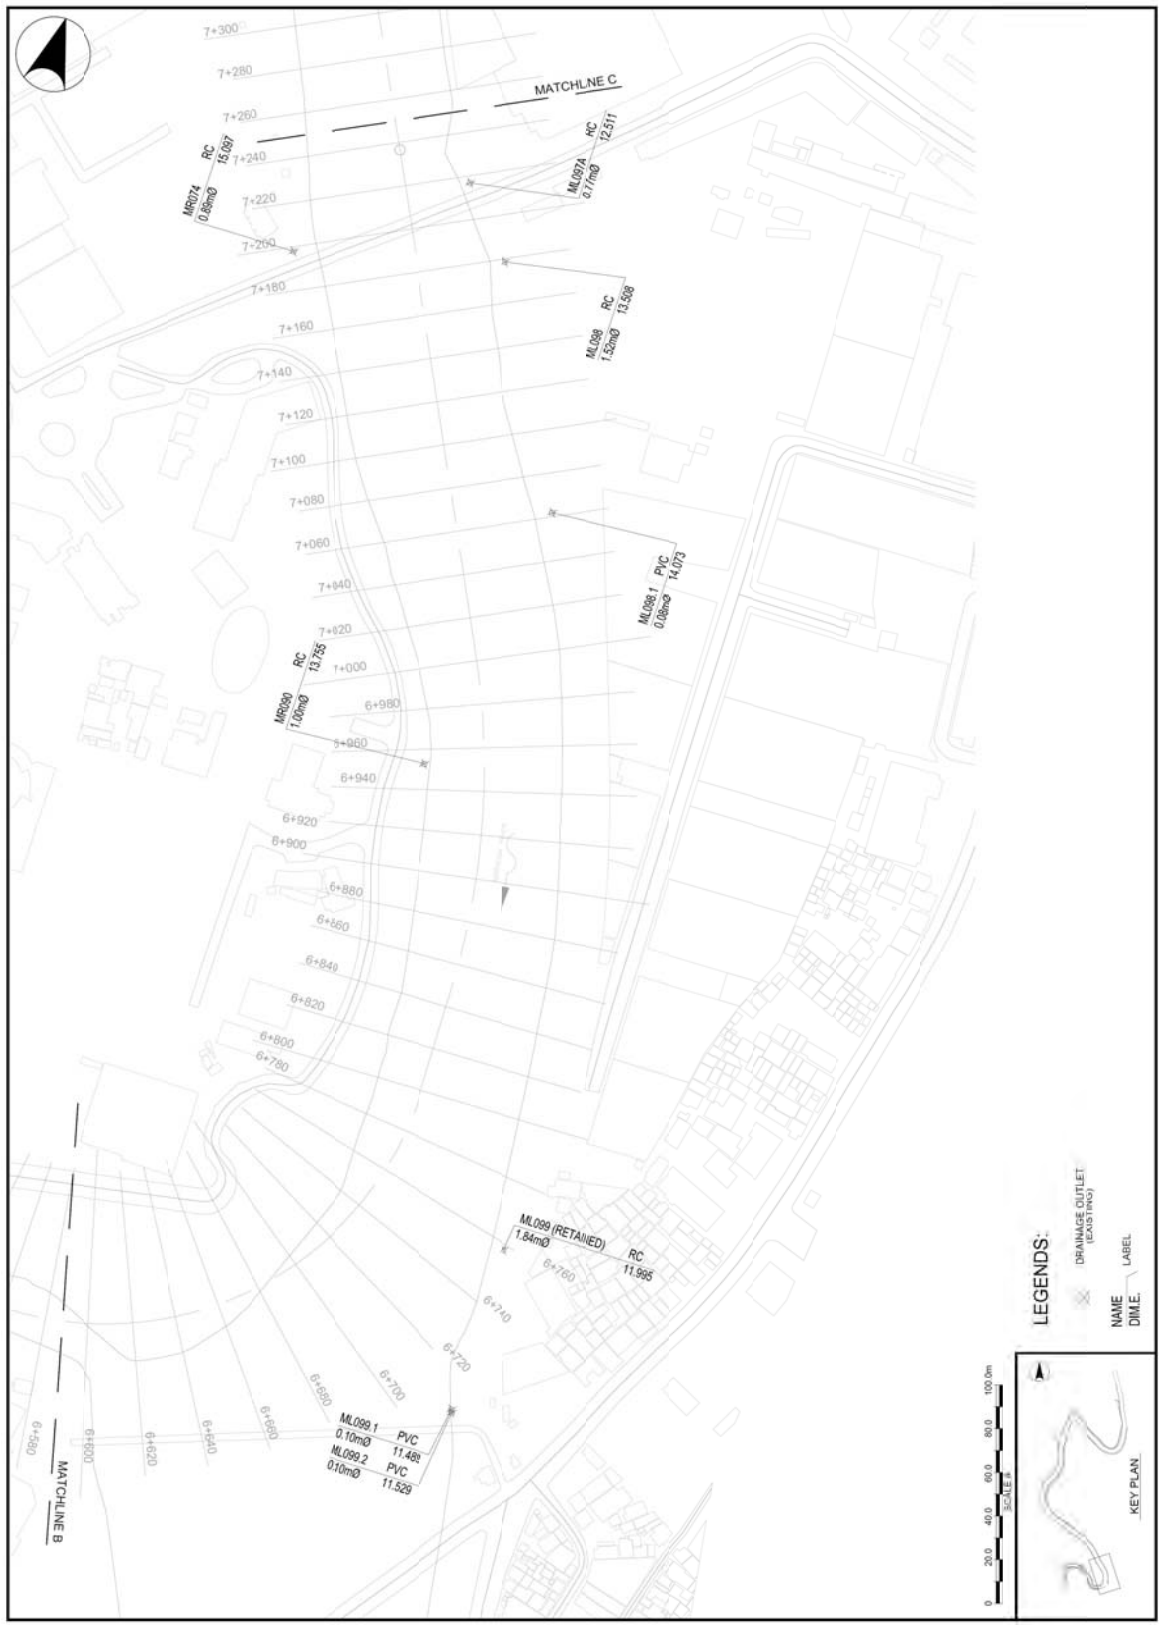 7+300
7+280
MATCHLINE C
7+260
7+240
7+220
7+200
7+180
7+160
7+140
7+120
7+100
7+080
7+060
7+040
7+020
7+000
6+980
6+960
6+940
6+920
6+900
6+880
6+860
6+840
6+820
6+800
6+780
6+760
6+740
6+720
6+700
6+680
6+660
6+640
6+620
6+600
6+580
MATCHLINE B
MR074 RC
0.89mØ 15.097
ML097A RC
0.77mØ 12.511
ML098 RC
1.52mØ 13.508
ML098.1 PVC
0.08mØ 14.073
MR090 RC
1.00mØ 13.755
ML099 (RETAINED) RC
1.84mØ 11.995
ML099.1 PVC
0.10mØ
ML099.2 PVC
0.10mØ 11.529
LEGENDS:
DRAINAGE OUTLET
(EXISTING)
NAME LABEL
DIM.E.
0 20.0 40.0 60.0 80.0 100.0m
SCALE A
KEY PLAN